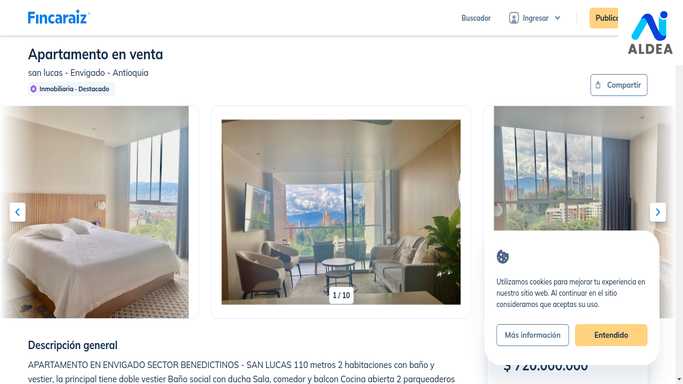 Fincaraiz
Buscador
Ingresar
Publica
ALDEA
Apartamento en venta
san lucas - Envigado - Antioquia
Inmobiliaria - Destacado
Compartir
1 / 10
Utilizamos cookies para mejorar tu experiencia en
nuestro sitio web. Al continuar en el sitio
consideramos que aceptas su uso.
Más información
Entendido
$ 720.000.000
Descripción general
APARTAMENTO EN ENVIGADO SECTOR BENEDICTINOS - SAN LUCAS 110 metros 2 habitaciones con baño y
vestier, la principal tiene doble vestier Baño social con ducha Sala, comedor y balcon Cocina abierta 2 parqueaderos